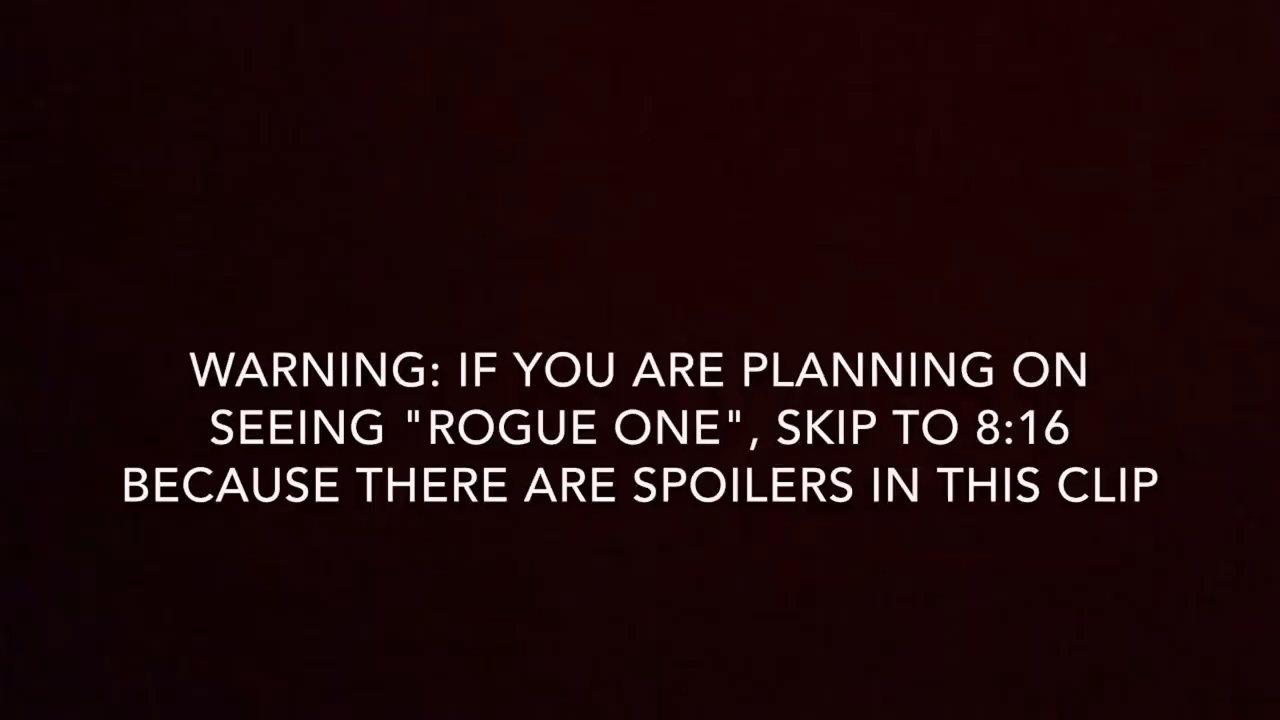 WARNING: IF YOU ARE PLANNING ON
SEEING "ROGUE ONE", SKIP TO 8:16
BECAUSE THERE ARE SPOILERS IN THIS CLIP